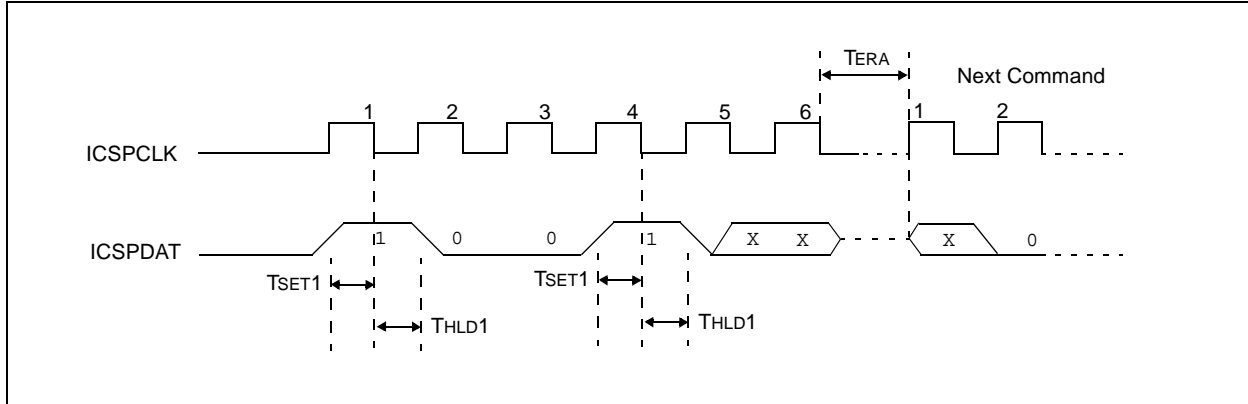 TERA
Next Command
1 2 3 4 5 6 1 2
ICSPCLK
ICSPDAT
1 0 0 1 X X X 0
TSET1 TSET1
THLD1 THLD1